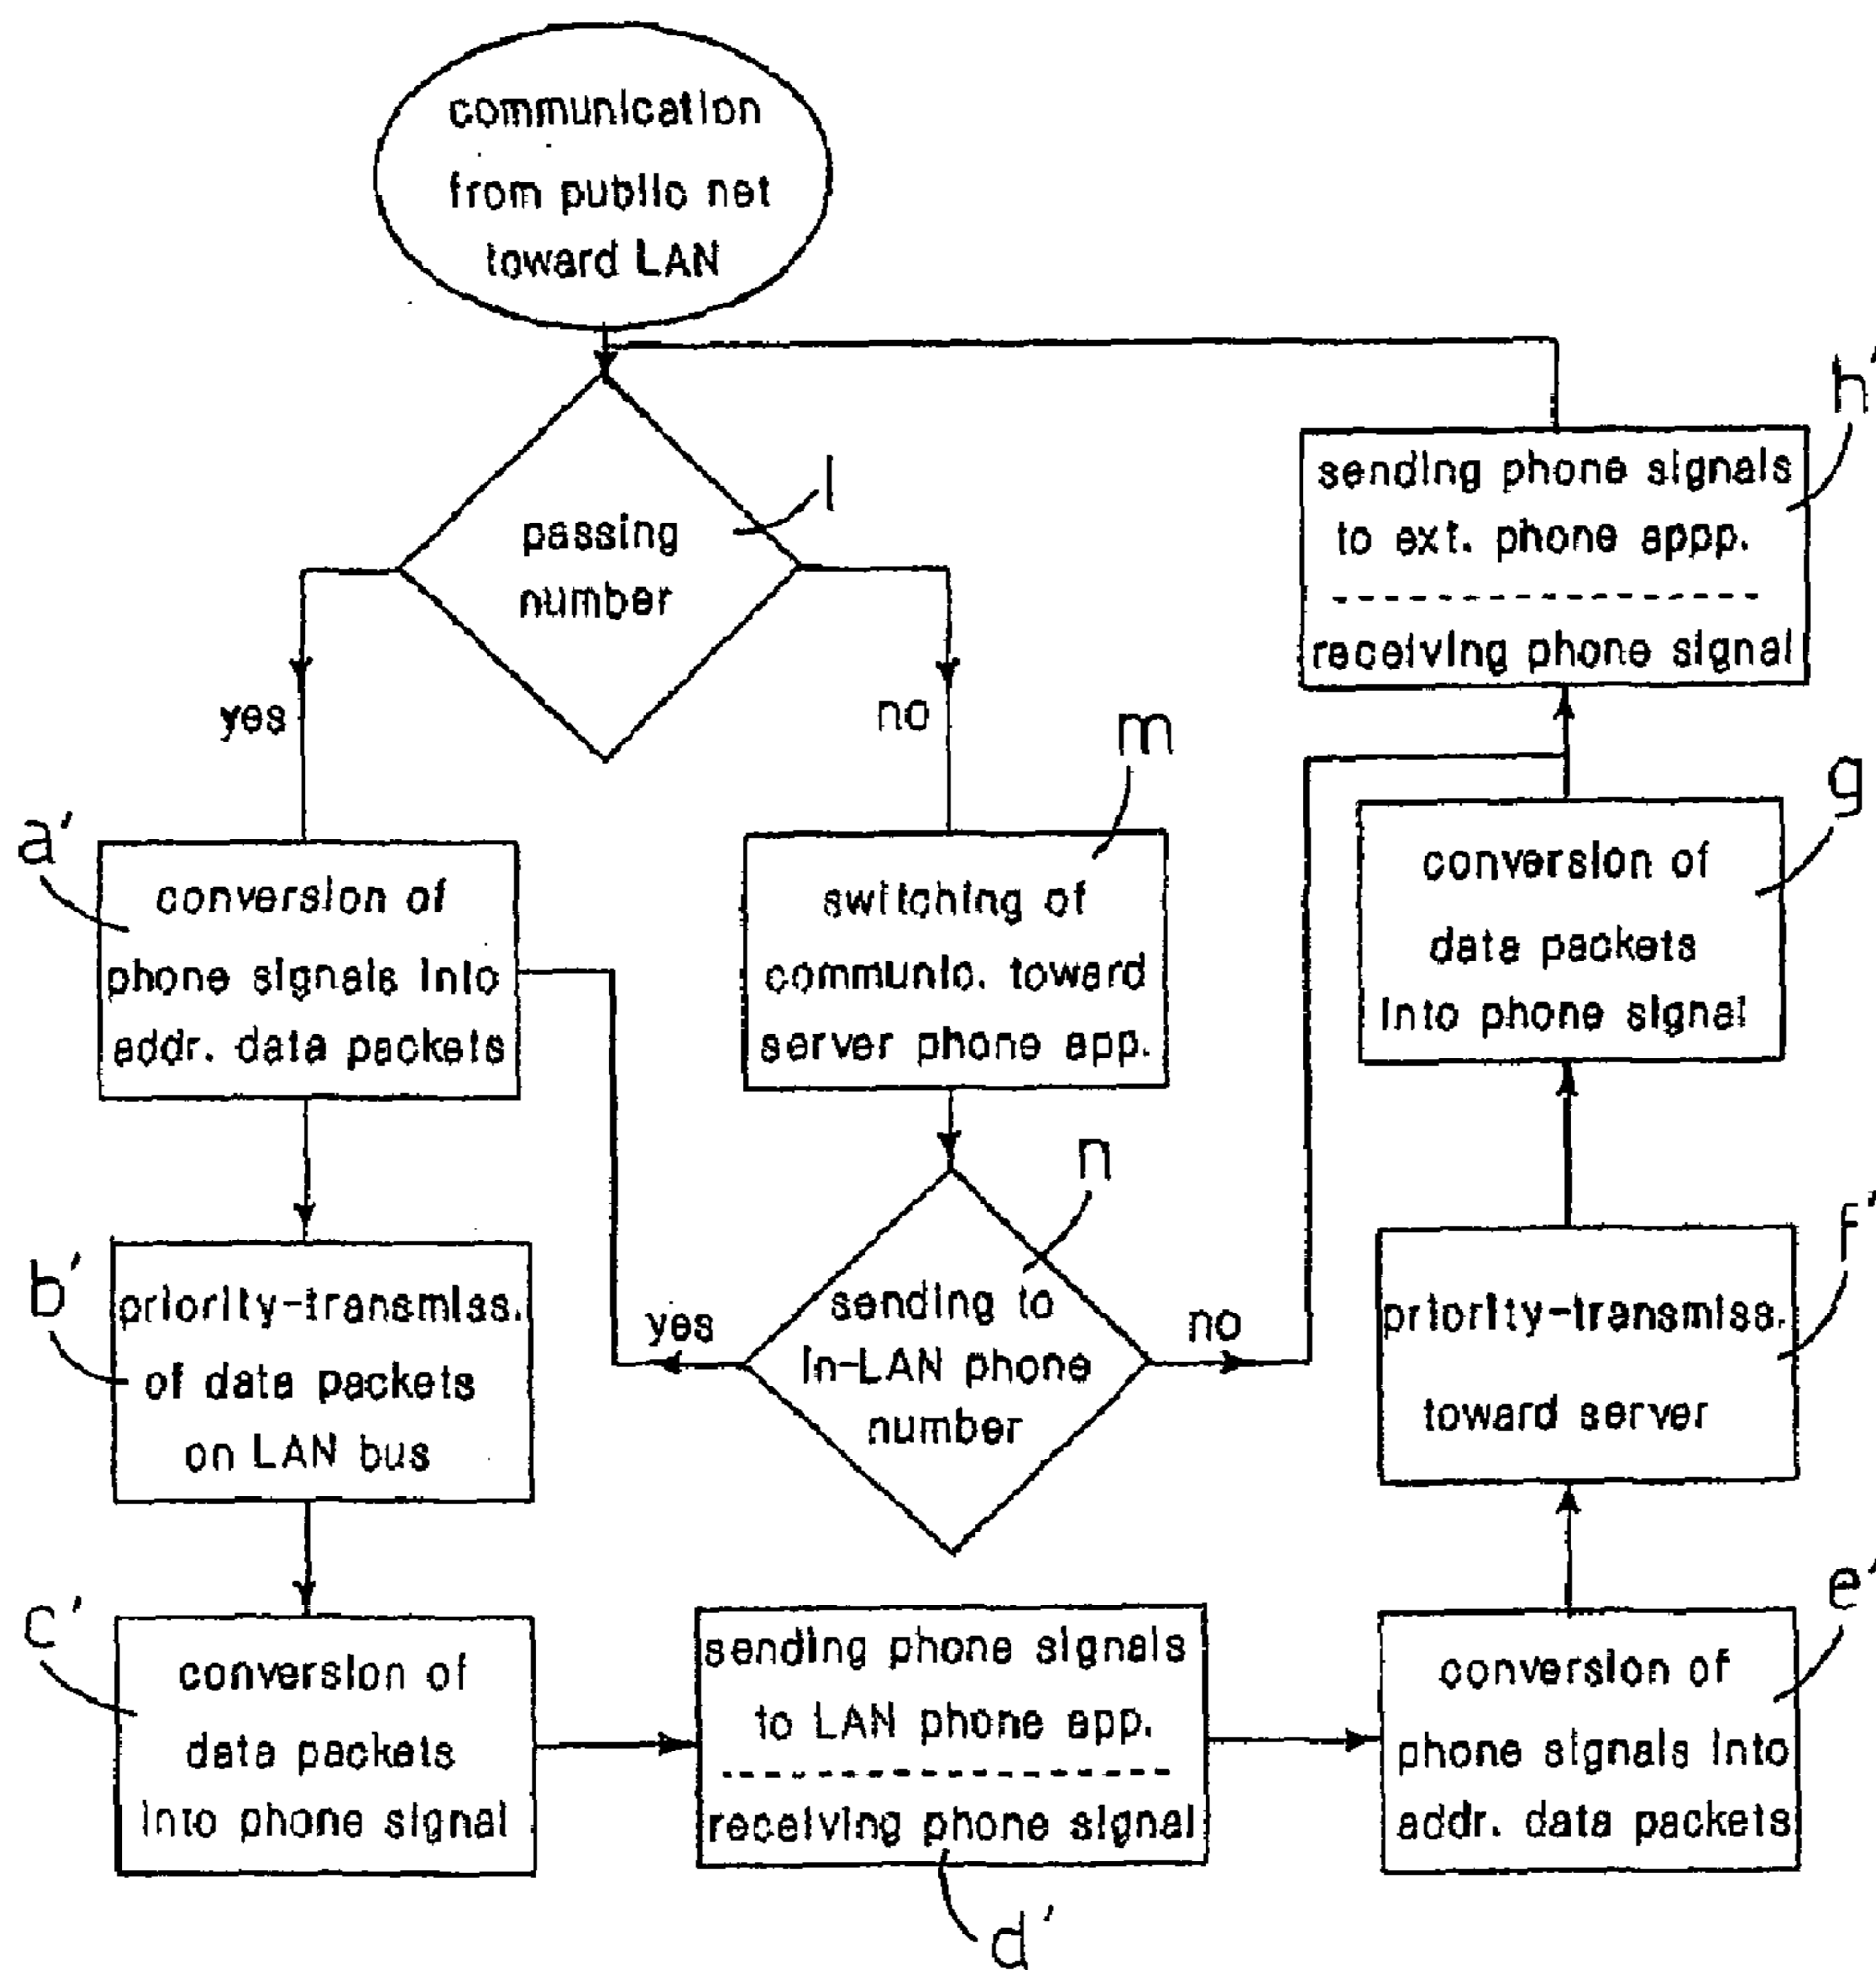 communication
from public net
toward LAN
passing
number
l
yes
no
h'
sending phone signals
to ext. phone appp.
receiving phone signal
m
g
a'
conversion of
phone signals into
addr. data packets
switching of
communic. toward
server phone app.
conversion of
data packets
into phone signal
n
f'
b'
priority-transmiss.
of data packets
on LAN bus
yes
sending to
in-LAN phone
number
no
priority-transmiss.
toward server
c'
conversion of
data packets
into phone signal
sending phone signals
to LAN phone app.
receiving phone signal
d'
e'
conversion of
phone signals into
addr. data packets